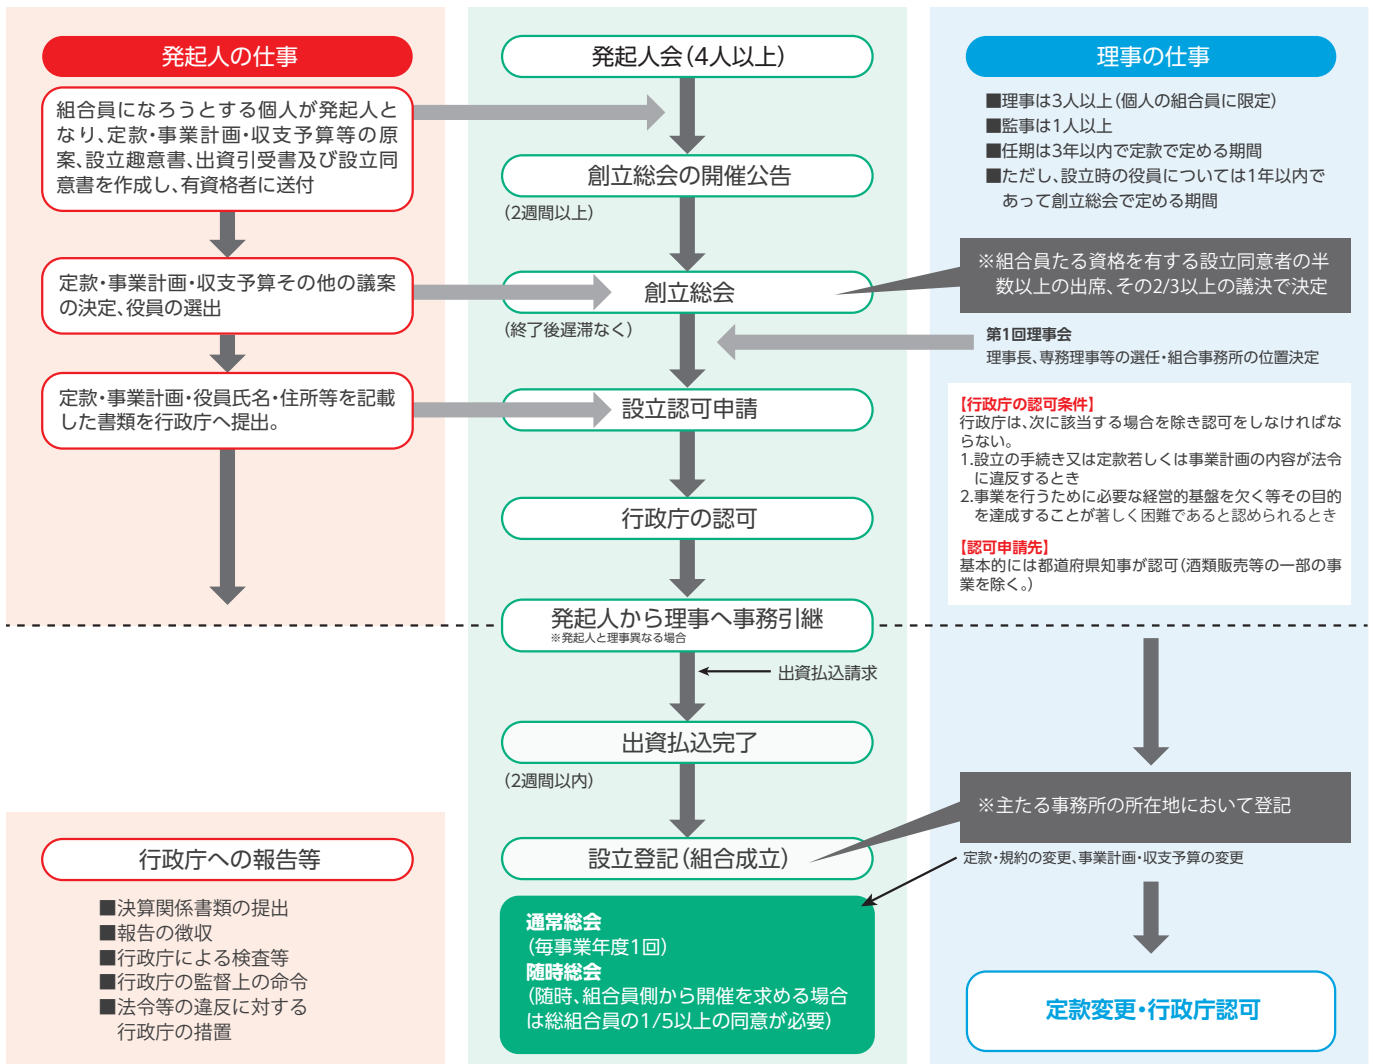 発起人の仕事
組合員になろうとする個人が発起人と
なり、定款・事業計画・収支予算等の原
案、設立趣意書、出資引受書及び設立同
意書を作成し、有資格者に送付
定款・事業計画・収支予算その他の議案
の決定、役員の選出
定款・事業計画・役員氏名・住所等を記載
した書類を行政庁へ提出。
発起人会(4人以上)
創立総会の開催公告
(2週間以上)
創立総会
(終了後遅滞なく)
設立認可申請
行政庁の認可
発起人から理事へ事務引継
※発起人と理事異なる場合
出資払込請求
出資払込完了
(2週間以内)
設立登記(組合成立)
通常総会
(毎事業年度1回)
随時総会
(随時、組合員側から開催を求める場合
は総組合員の1/5以上の同意が必要)
理事の仕事
■理事は3人以上(個人の組合員に限定)
■監事は1人以上
■任期は3年以内で定款で定める期間
■ただし、設立時の役員については1年以内で
あって創立総会で定める期間
※組合員たる資格を有する設立同意者の半
数以上の出席、その2/3以上の議決で決定
第1回理事会
理事長、専務理事等の選任・組合事務所の位置決定
【行政庁の認可条件】
行政庁は、次に該当する場合を除き認可をしなければな
らない。
1.設立の手続き又は定款若しくは事業計画の内容が法令
に違反するとき
2.事業を行うために必要な経営的基盤を欠く等その目的
を達成することが著しく困難であると認められるとき
【認可申請先】
基本的には都道府県知事が認可(酒類販売等の一部の事
業を除く。)
※主たる事務所の所在地において登記
定款・規約の変更、事業計画・収支予算の変更
定款変更・行政庁認可
行政庁への報告等
■決算関係書類の提出
■報告の徴収
■行政庁による検査等
■行政庁の監督上の命令
■法令等の違反に対する
行政庁の措置